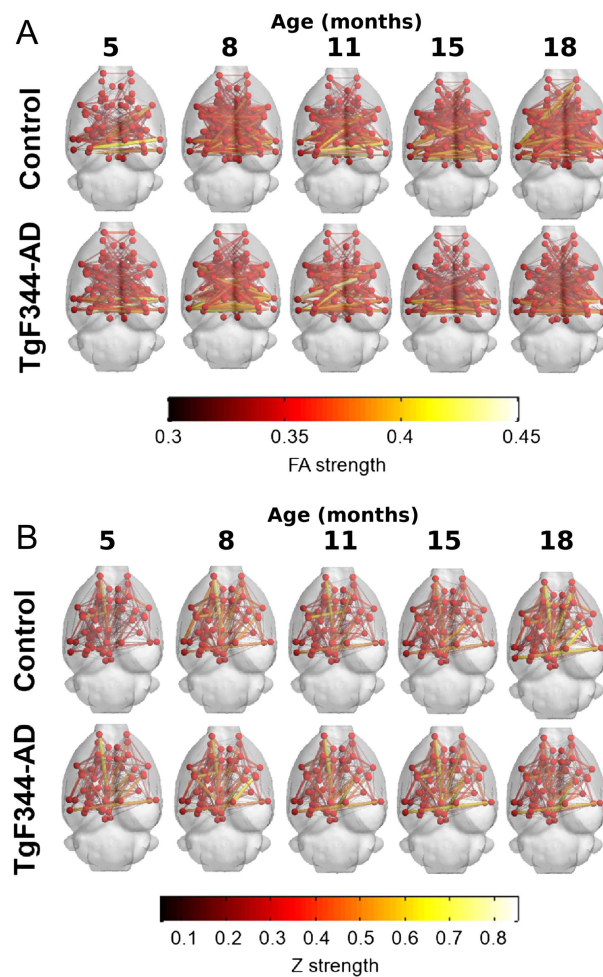 A
Age (months)
5 8 11 15 18
Control
TgF344-AD
0.3 0.35 0.4 0.45
FA strength
B
Age (months)
5 8 11 15 18
Control
TgF344-AD
0.1 0.2 0.3 0.4 0.5 0.6 0.7 0.8
Z strength